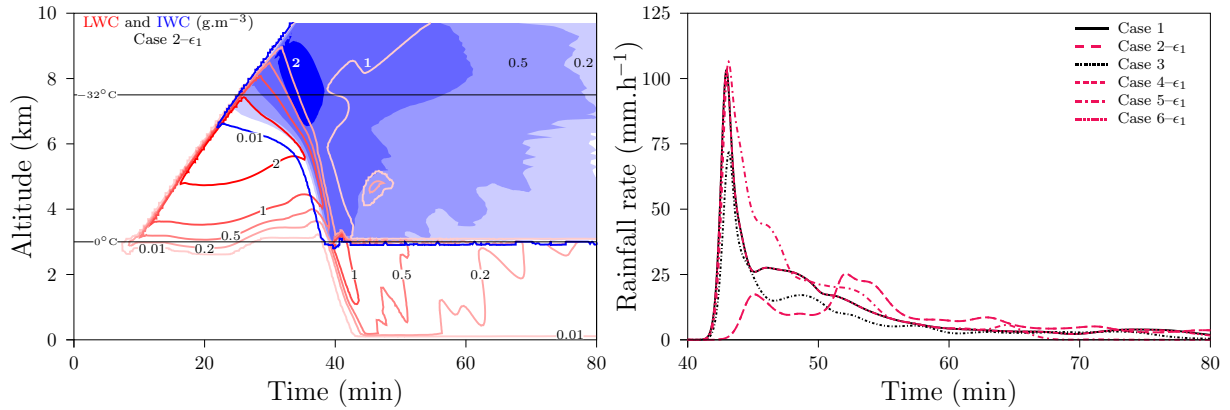 LWC and IWC (g.m−3)
Case 2–ϵ₁
10
8
6
4
2
0
Altitude (km)
−32°C
0°C
2
1
0.5
0.2
0.01
2
1
0.5
0.2
0.01
1
0.5
0.2
0.01
0
20
40
60
80
Time (min)
125
100
75
50
25
0
Rainfall rate (mm.h⁻¹)
Case 1
Case 2–ϵ₁
Case 3
Case 4–ϵ₁
Case 5–ϵ₁
Case 6–ϵ₁
40
50
60
70
80
Time (min)